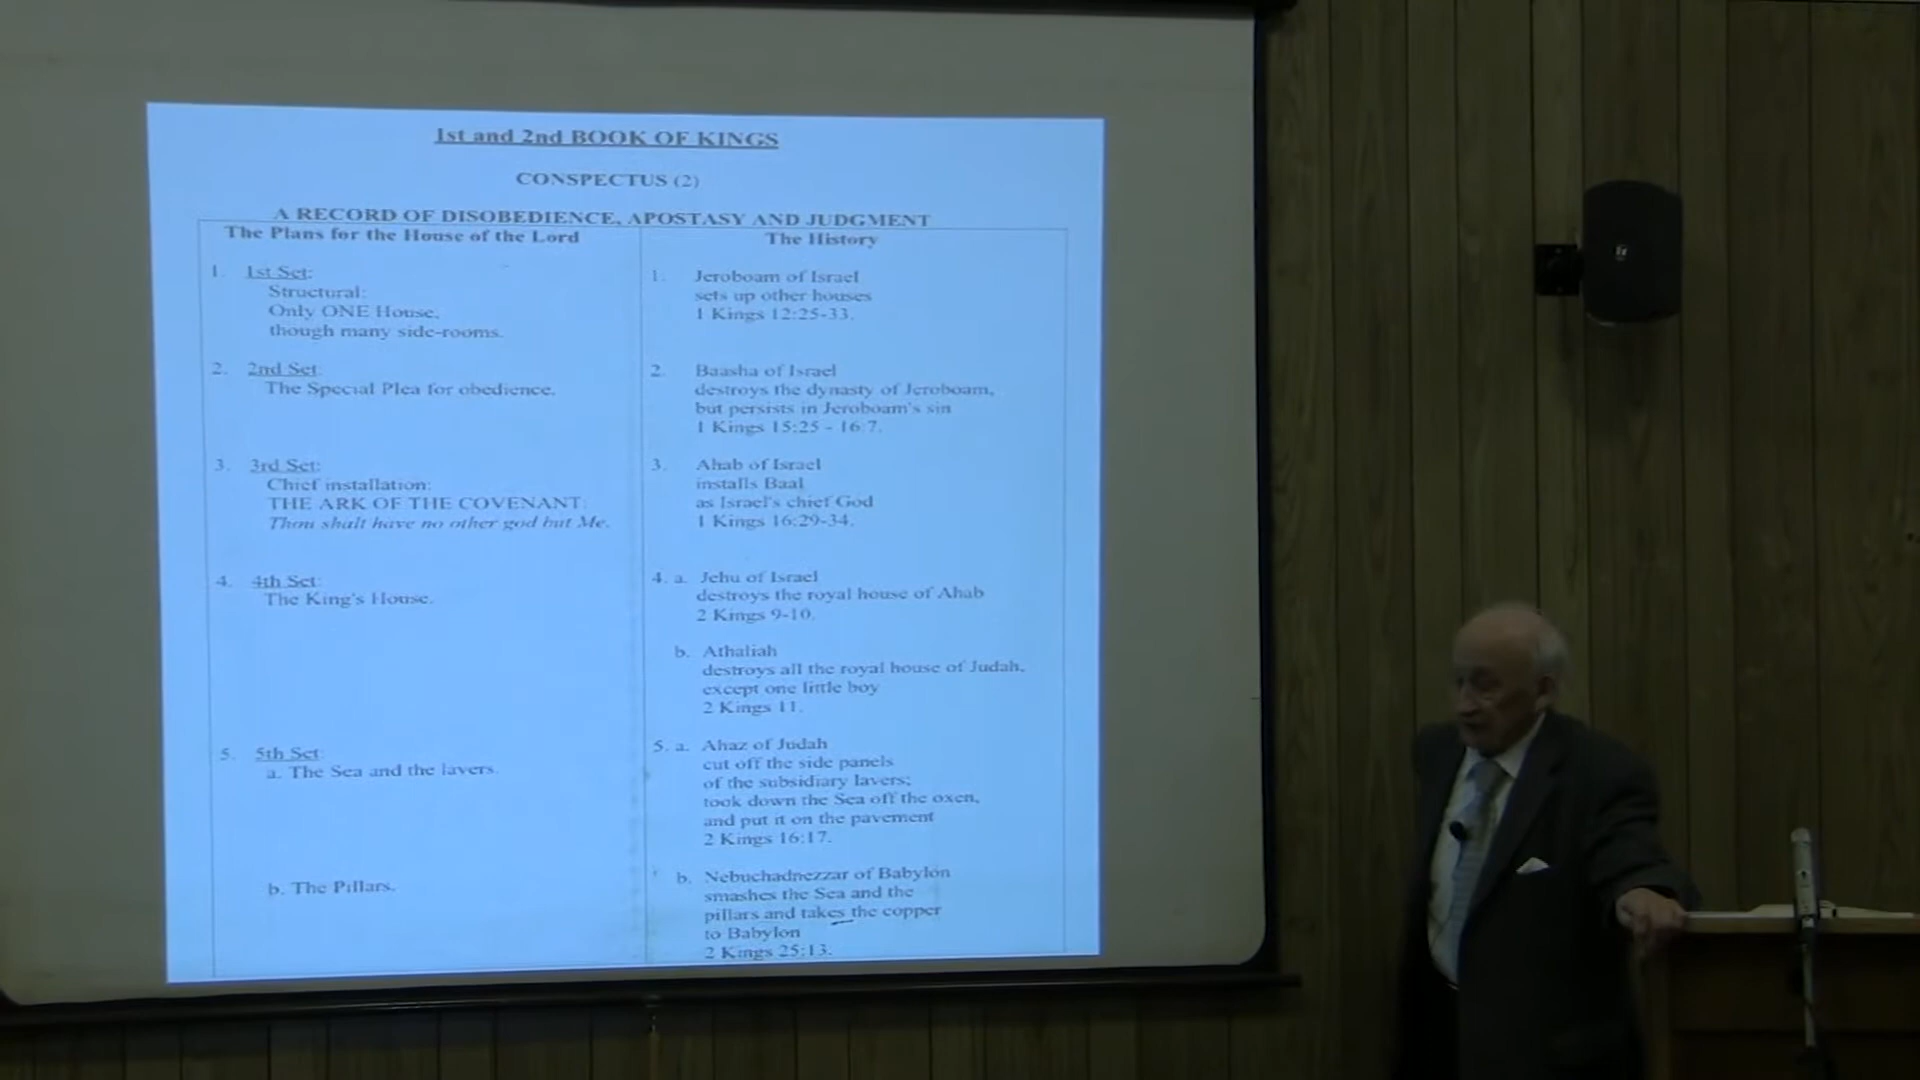 1st and 2nd BOOK OF KINGS
CONSPECTUS (2)
A RECORD OF DISOBEDIENCE, APOSTASY AND JUDGMENT
The Plans for the House of the Lord
1. 1st Set:
Structural:
Only ONE House,
though many side-rooms.
2. 2nd Set
The Special Plea for obedience.
3. 3rd Set:
Chief installation:
THE ARK OF THE COVENANT:
Thou shalt have no other god but Me.
4. 4th Set:
The King's House.
5. 5th Set
a. The Sea and the lavers.
b. The Pillars.
The History
1. Jeroboam of Israel
sets up other houses
1 Kings 12:25-33.
2. Baasha of Israel
destroys the dynasty of Jeroboam,
but persists in Jeroboam's sin
1 Kings 15:25 - 16:7.
3. Ahab of Israel
installs Baal
as Israel's chief God
1 Kings 16:29-34.
4. a. Jehu of Israel
destroys the royal house of Ahab
2 Kings 9-10.
b. Athaliah
destroys all the royal house of Judah,
except one little boy
2 Kings 11.
5. a. Ahaz of Judah
cut off the side panels
of the subsidiary lavers;
took down the Sea off the oxen,
and put it on the pavement
2 Kings 16:17.
b. Nebuchadnezzar of Babylon
smashes the Sea and the
pillars and takes the copper
to Babylon
2 Kings 25:13.